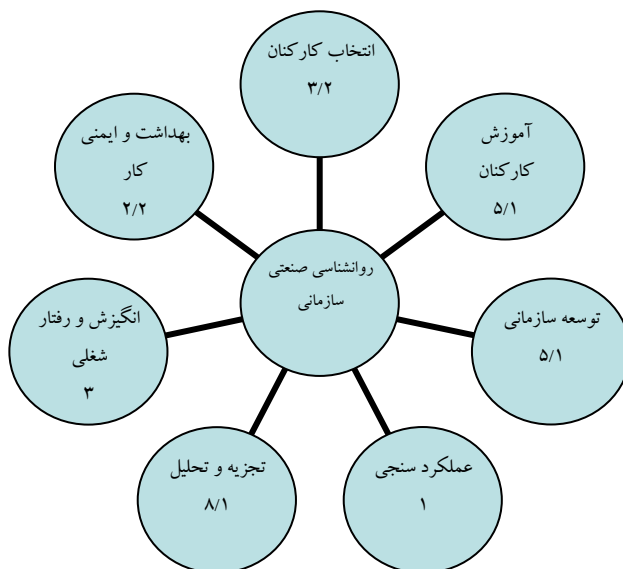 انتخاب کارکنان
۳/۲
آموزش
کارکنان
۵/۱
بهداشت و ایمنی
کار
۲/۲
روانشناسی صنعتی
سازمانی
توسعه سازمانی
۵/۱
انگیزش و رفتار
شغلی
۳
عملکرد سنجی
۱
تجزیه و تحلیل
۸/۱